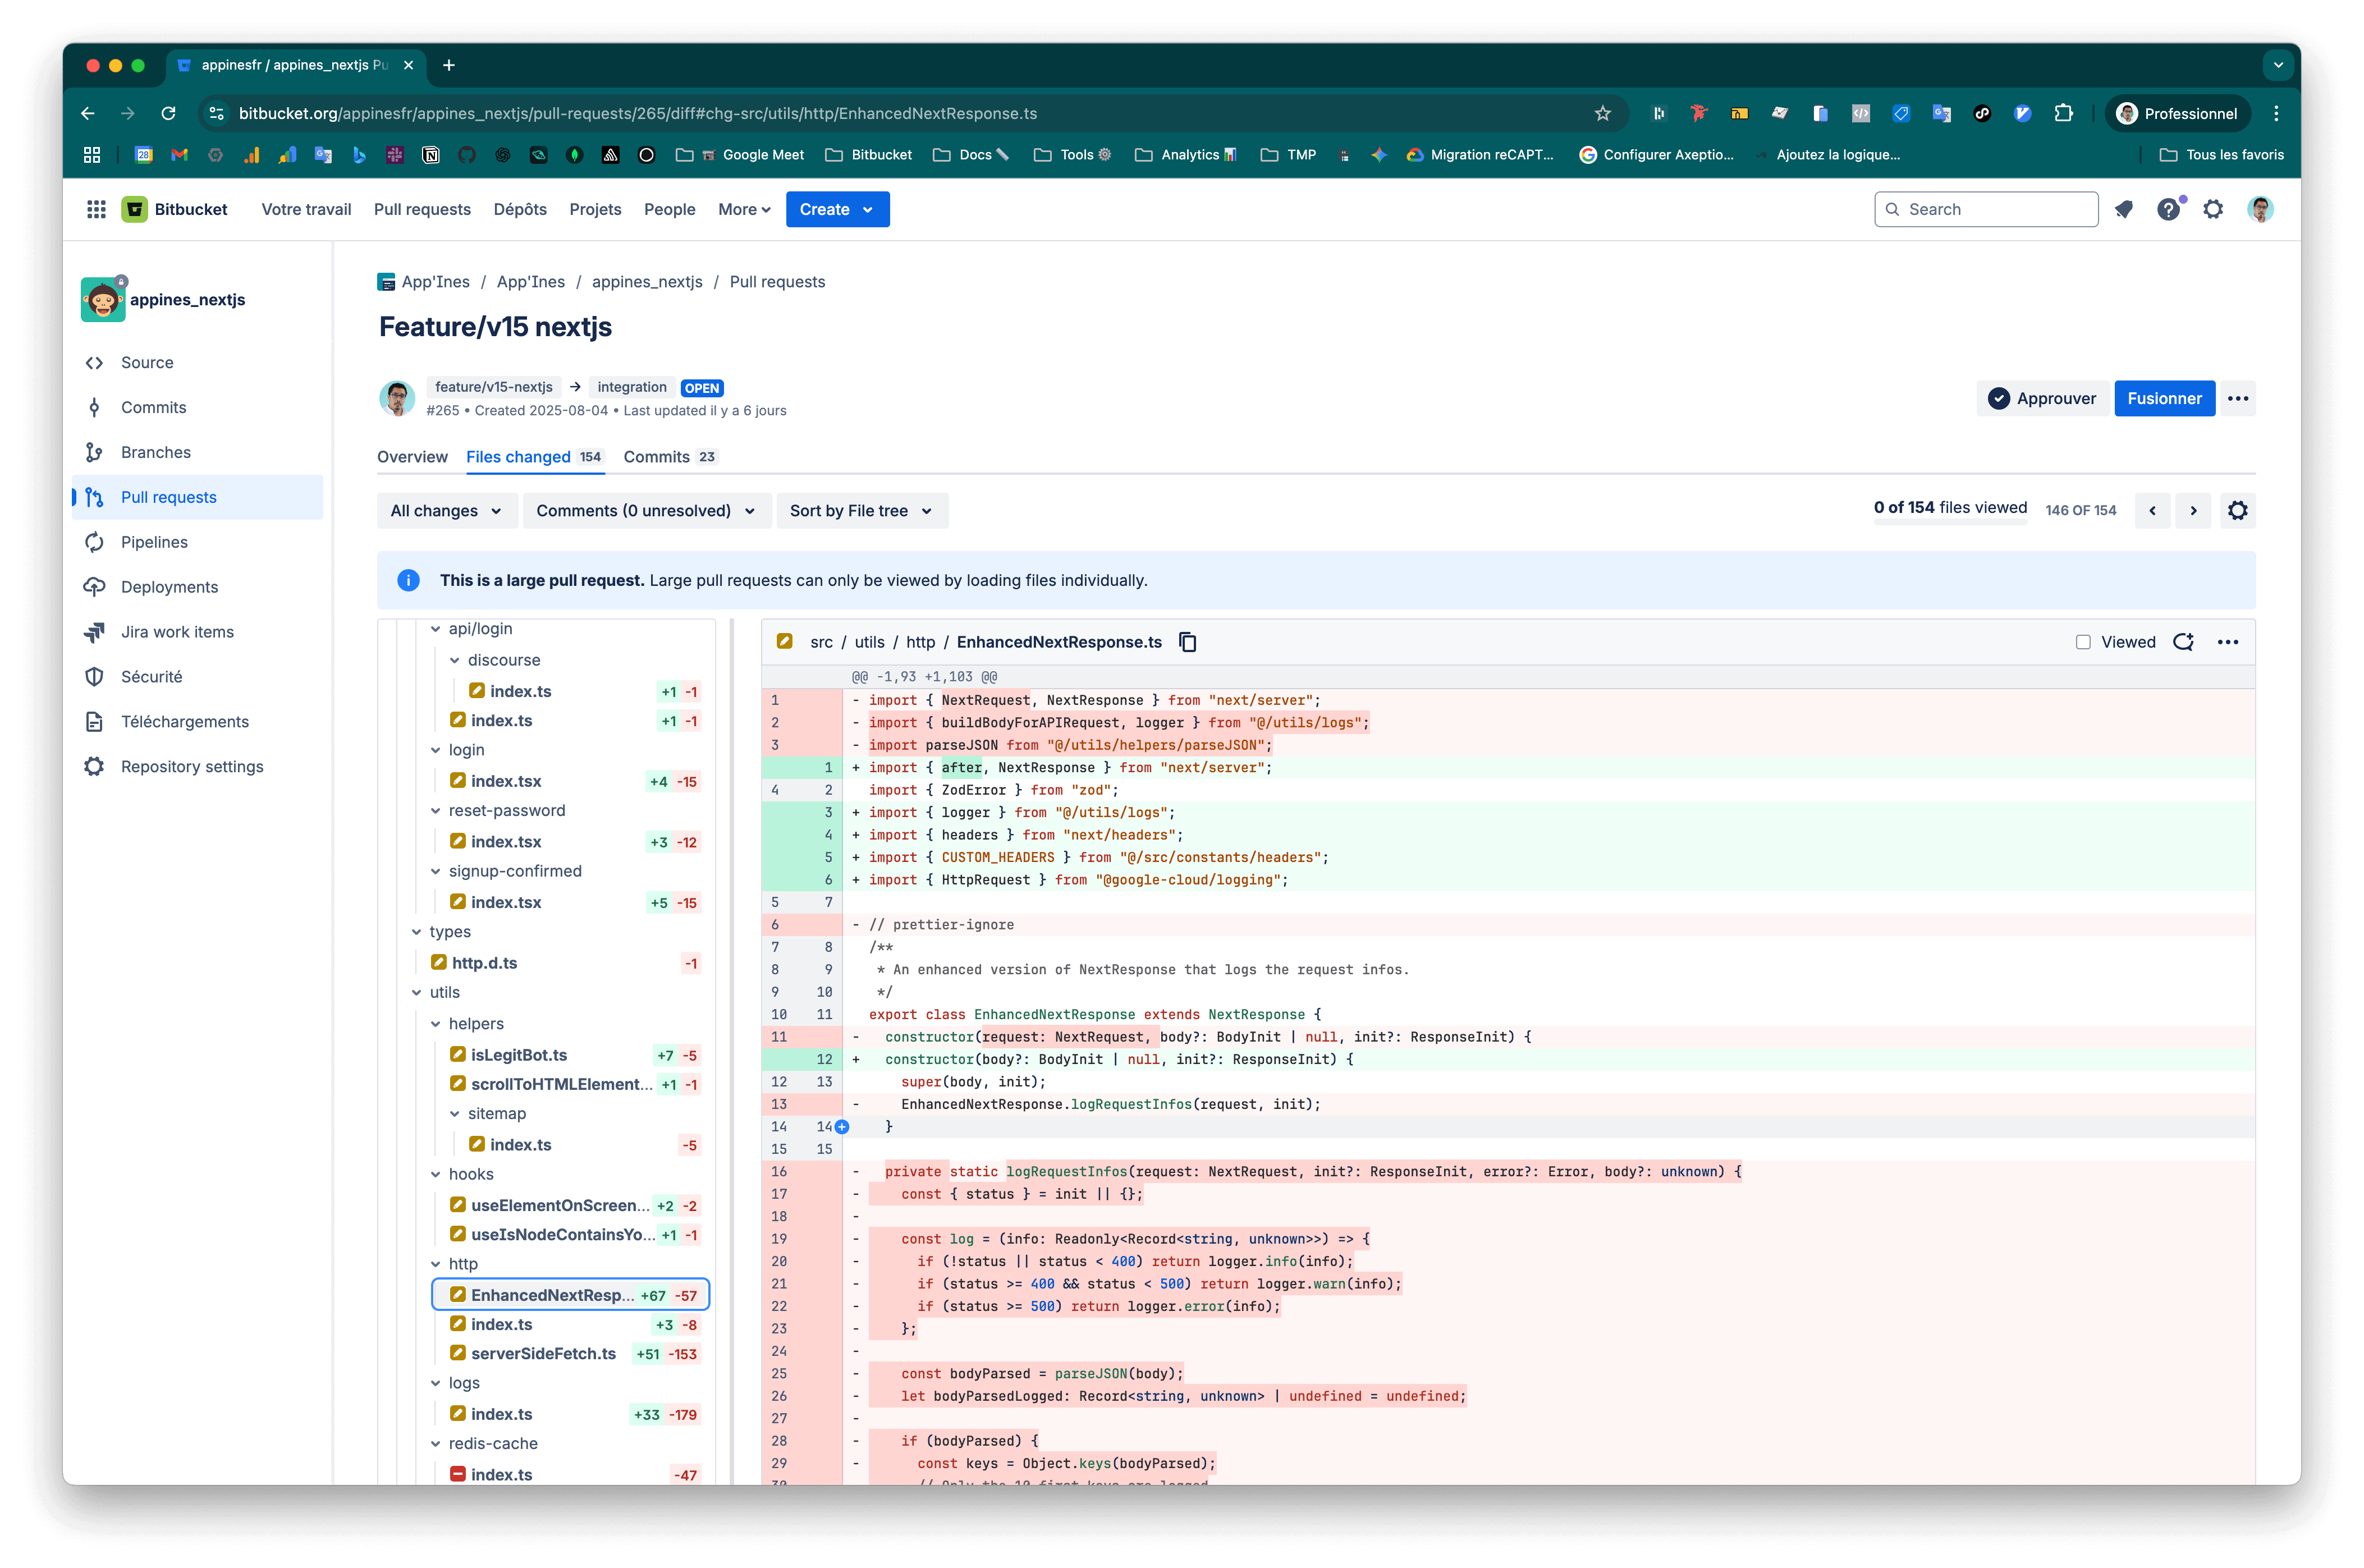 appinesfr / appines_nextjs Pu
bitbucket.org/appinesfr/appines_nextjs/pull-requests/265/diff#chg-src/utils/http/EnhancedNextResponse.ts
Professionnel
28
Google Meet
Bitbucket
Docs
Tools
Analytics
TMP
Migration reCAPT...
Configurer Axeptio...
Ajoutez la logique...
Tous les favoris
Bitbucket
Votre travail
Pull requests
Dépôts
Projets
People
More
Create
Search
appines_nextjs
Source
Commits
Branches
Pull requests
Pipelines
Deployments
Jira work items
Sécurité
Téléchargements
Repository settings
App'Ines / App'Ines / appines_nextjs / Pull requests
Feature/v15 nextjs
feature/v15-nextjs → integration OPEN
#265 • Created 2025-08-04 • Last updated il y a 6 jours
Approuver
Fusionner
Overview
Files changed 154
Commits 23
All changes
Comments (0 unresolved)
Sort by File tree
0 of 154 files viewed
146 OF 154
This is a large pull request. Large pull requests can only be viewed by loading files individually.
api/login
discourse
index.ts +1 -1
index.ts +1 -1
login
index.tsx +4 -15
reset-password
index.tsx +3 -12
signup-confirmed
index.tsx +5 -15
types
http.d.ts -1
utils
helpers
isLegitBot.ts +7 -5
scrollToHTMLElement... +1 -1
sitemap
index.ts -5
hooks
useElementOnScreen... +2 -2
useIsNodeContainsYo... +1 -1
http
EnhancedNextResp... +67 -57
index.ts +3 -8
serverSideFetch.ts +51 -153
logs
index.ts +33 -179
redis-cache
index.ts -47
src / utils / http / EnhancedNextResponse.ts
Viewed
@@ -1,93 +1,103 @@
1 - import { NextRequest, NextResponse } from "next/server";
2 - import { buildBodyForAPIRequest, logger } from "@/utils/logs";
3 - import parseJSON from "@/utils/helpers/parseJSON";
1 + import { after, NextResponse } from "next/server";
4 2 import { ZodError } from "zod";
3 + import { logger } from "@/utils/logs";
4 + import { headers } from "next/headers";
5 + import { CUSTOM_HEADERS } from "@/src/constants/headers";
6 + import { HttpRequest } from "@google-cloud/logging";
5 7
6 - // prettier-ignore
7 8 /**
8 9 * An enhanced version of NextResponse that logs the request infos.
9 10 */
10 11 export class EnhancedNextResponse extends NextResponse {
11 - constructor(request: NextRequest, body?: BodyInit | null, init?: ResponseInit) {
12 + constructor(body?: BodyInit | null, init?: ResponseInit) {
12 13 super(body, init);
13 - EnhancedNextResponse.logRequestInfos(request, init);
14 14 }
15 15
16 - private static logRequestInfos(request: NextRequest, init?: ResponseInit, error?: Error, body?: unknown) {
17 - const { status } = init || {};
18 -
19 - const log = (info: Readonly<Record<string, unknown>>) => {
20 - if (!status || status < 400) return logger.info(info);
21 - if (status >= 400 && status < 500) return logger.warn(info);
22 - if (status >= 500) return logger.error(info);
23 - };
24 -
25 - const bodyParsed = parseJSON(body);
26 - let bodyParsedLogged: Record<string, unknown> | undefined = undefined;
27 -
28 - if (bodyParsed) {
29 - const keys = Object.keys(bodyParsed);
30 - // Only the 10 first keys are logged